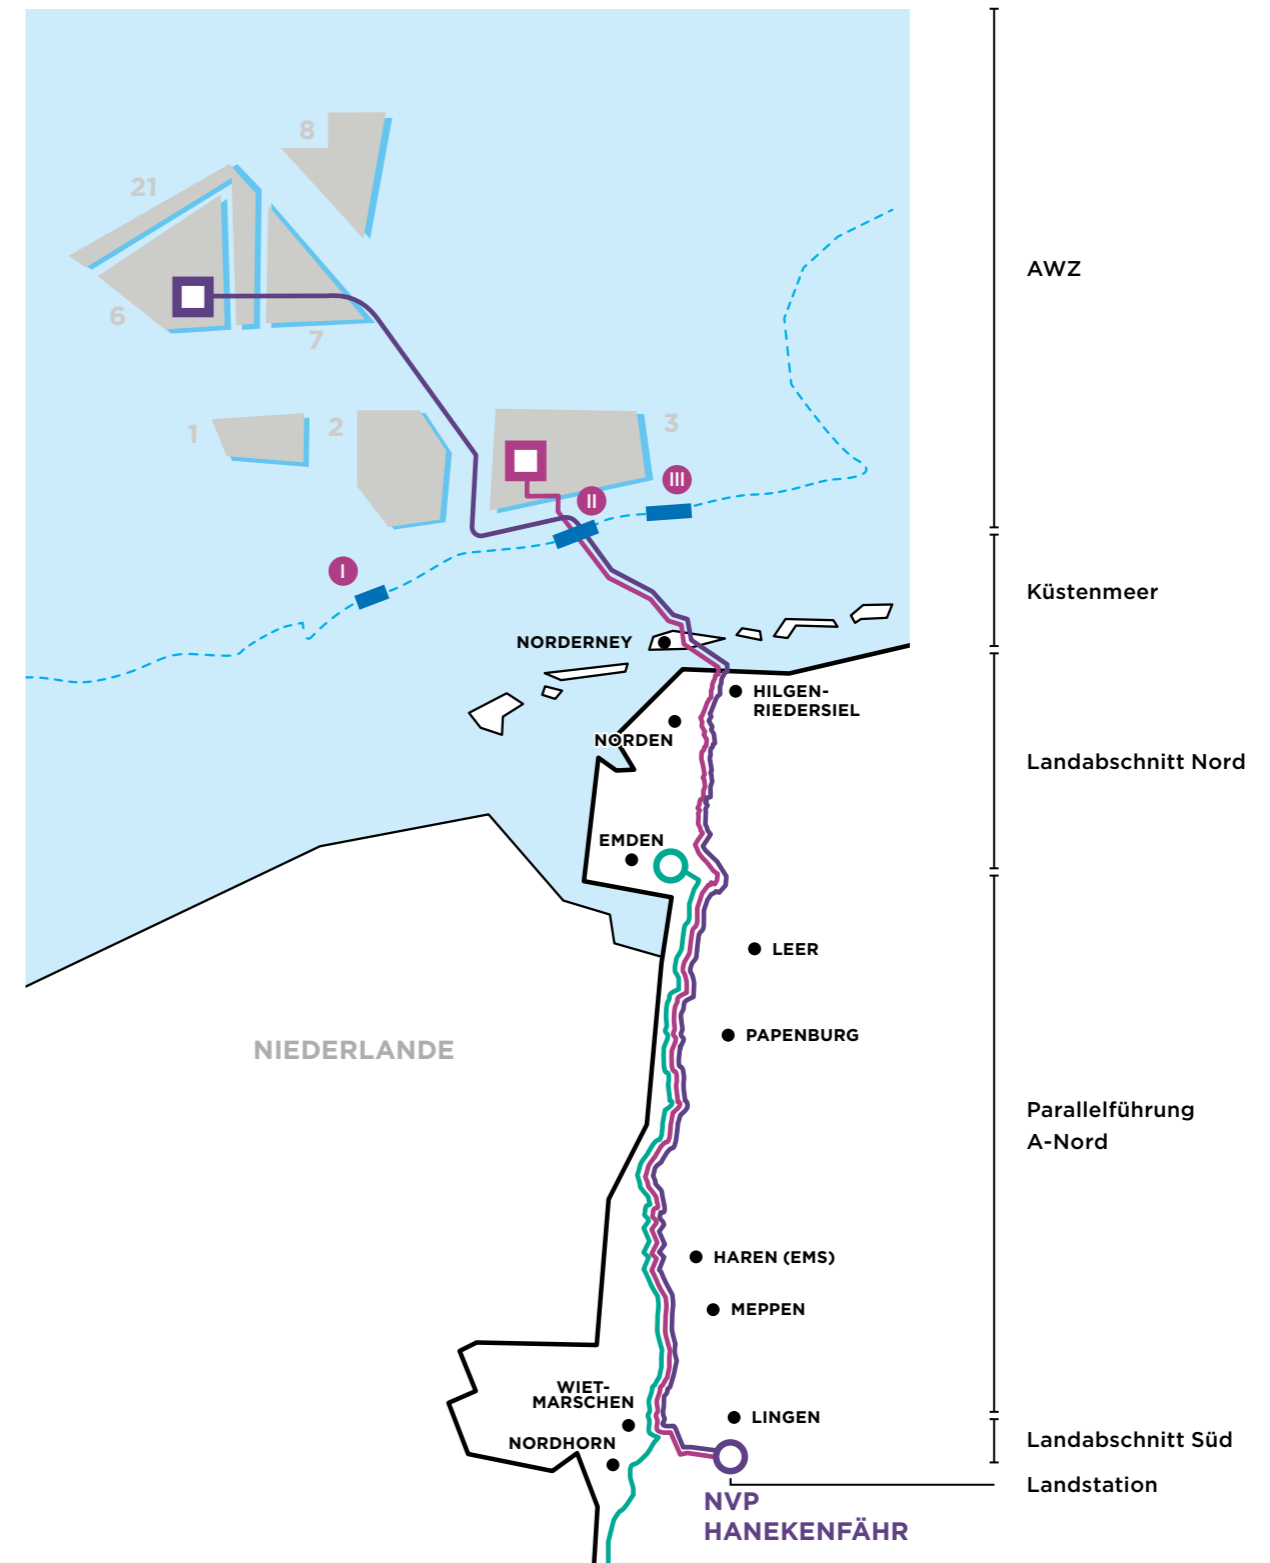 8
21
6
7
AWZ
1
2
3
III
II
I
Küstenmeer
NORDERNEY
HILGEN-
RIEDERSIEL
NORDEN
Landabschnitt Nord
EMDEN
LEER
PAPENBURG
NIEDERLANDE
Parallelführung
A-Nord
HAREN (EMS)
MEPPEN
WIET-
MARSCHEN
LINGEN
NORDHORN
Landabschnitt Süd
Landstation
NVP
HANEKENFÄHR